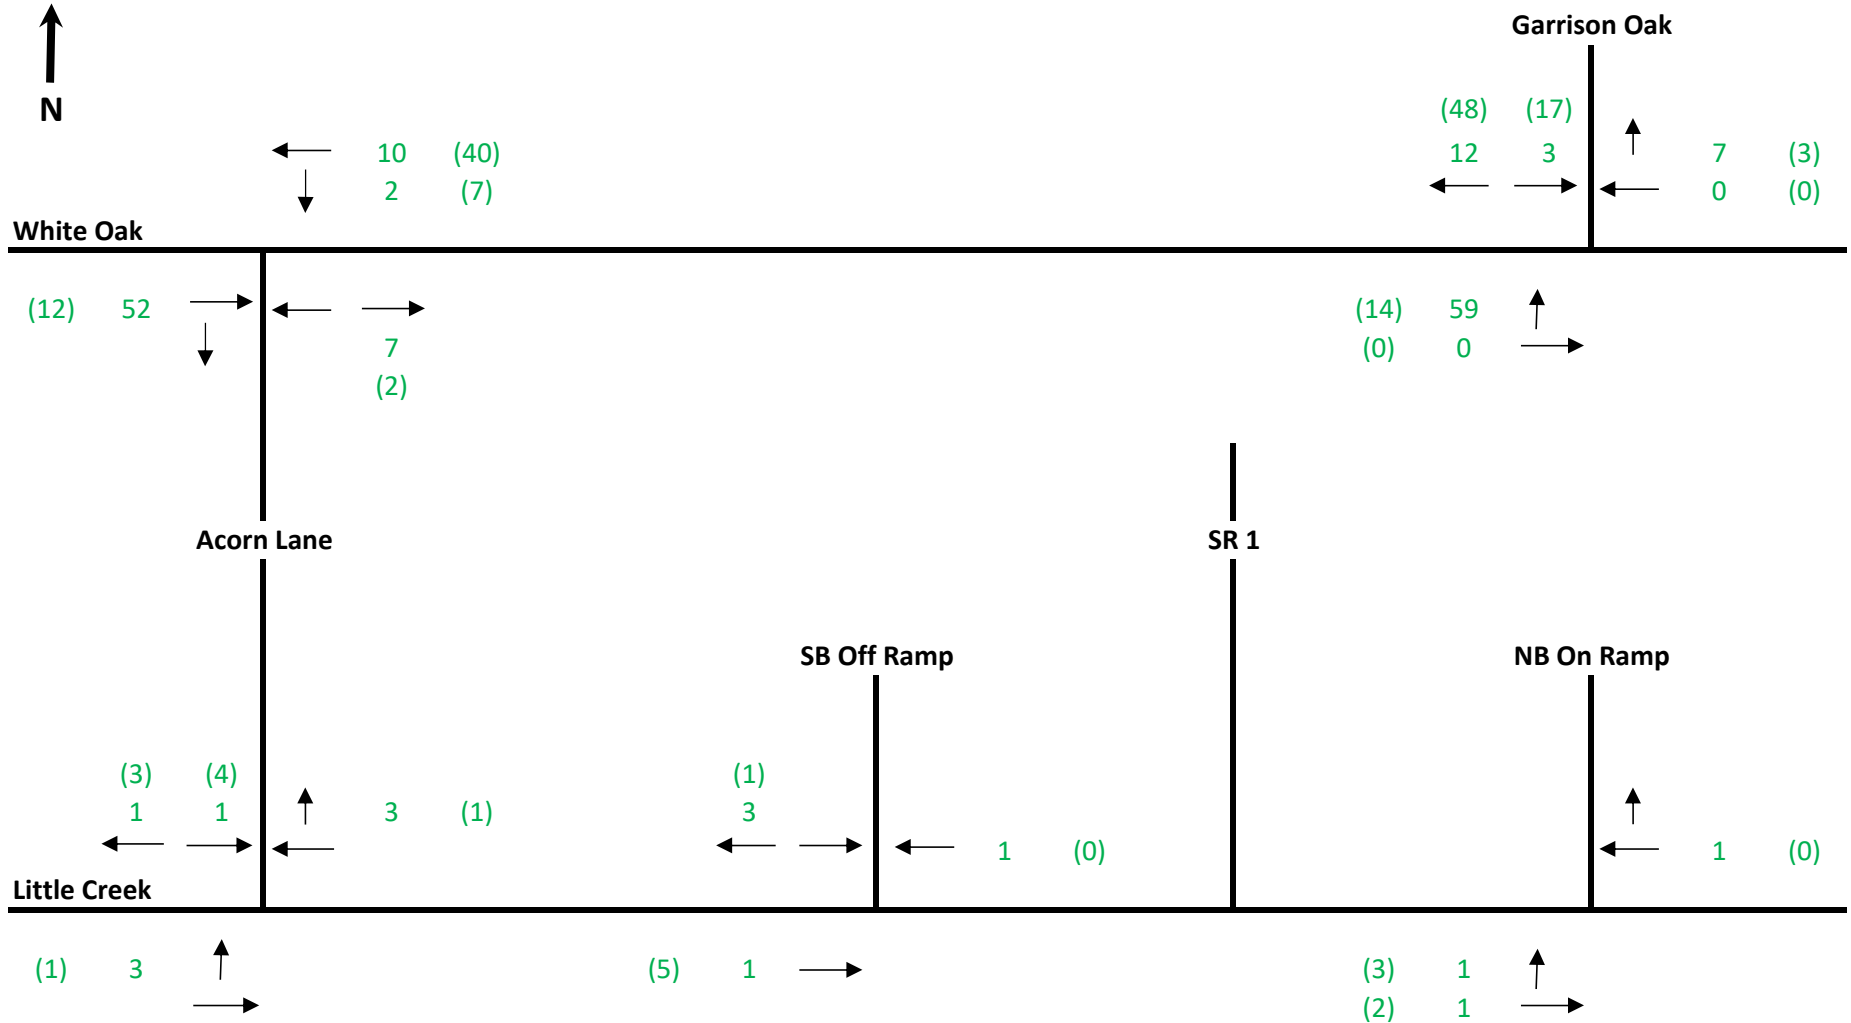 Garrison Oak
N
(48) (17)
10 (40)
12 3
7 (3)
2 (7)
0 (0)
White Oak
(12) 52
(14) 59
7
(0) 0
(2)
Acorn Lane
SR 1
SB Off Ramp
NB On Ramp
(3) (4)
(1)
1 1
3 (1)
3
1 (0)
1 (0)
Little Creek
(1) 3
(5) 1
(3) 1
(2) 1